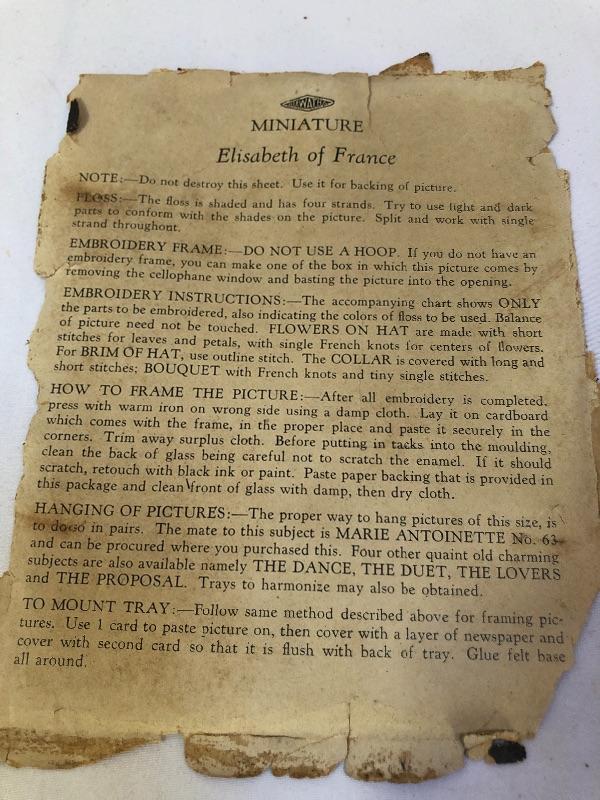 MINIATURE
Elisabeth of France
NOTE:—Do not destroy this sheet. Use it for backing of picture.
FLOSS:—The floss is shaded and has four strands. Try to use light and dark
parts to conform with the shades on the picture. Split and work with single
strand throughout.
EMBROIDERY FRAME:—DO NOT USE A HOOP. If you do not have an
embroidery frame, you can make one of the box in which this picture comes by
removing the cellophane window and basting the picture into the opening.
EMBROIDERY INSTRUCTIONS:—The accompanying chart shows ONLY
the parts to be embroidered, also indicating the colors of floss to be used. Balance
of picture need not be touched. FLOWERS ON HAT are made with short
stitches for leaves and petals, with single French knots for centers of flowers.
For BRIM OF HAT, use outline stitch. The COLLAR is covered with long and
short stitches; BOUQUET with French knots and tiny single stitches.
HOW TO FRAME THE PICTURE:—After all embroidery is completed,
press with warm iron on wrong side using a damp cloth. Lay it on cardboard
which comes with the frame, in the proper place and paste it securely in the
corners. Trim away surplus cloth. Before putting in tacks into the moulding,
clean the back of glass being careful not to scratch the enamel. If it should
scratch, retouch with black ink or paint. Paste paper backing that is provided in
this package and clean front of glass with damp, then dry cloth.
HANGING OF PICTURES:—The proper way to hang pictures of this size, is
to do so in pairs. The mate to this subject is MARIE ANTOINETTE No. 63
and can be procured where you purchased this. Four other quaint old charming
subjects are also available namely THE DANCE, THE DUET, THE LOVERS
and THE PROPOSAL. Trays to harmonize may also be obtained.
TO MOUNT TRAY:—Follow same method described above for framing pic-
tures. Use 1 card to paste picture on, then cover with a layer of newspaper and
cover with second card so that it is flush with back of tray. Glue felt base
all around.